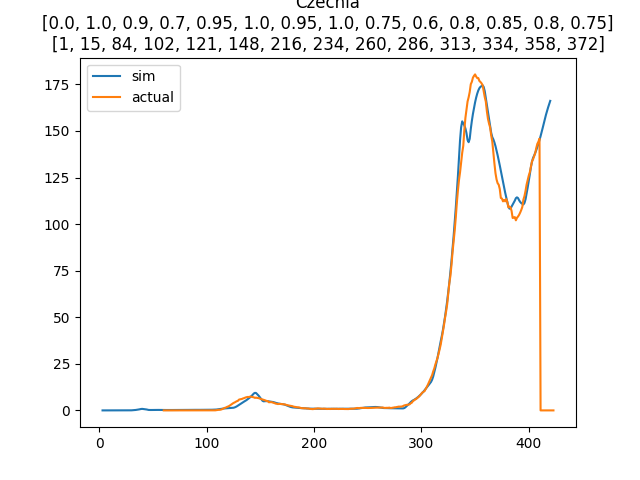 Czechia
[0.0, 1.0, 0.9, 0.7, 0.95, 1.0, 0.95, 1.0, 0.75, 0.6, 0.8, 0.85, 0.8, 0.75]
[1, 15, 84, 102, 121, 148, 216, 234, 260, 286, 313, 334, 358, 372]
sim
actual
175
150
125
100
75
50
25
0
0 100 200 300 400